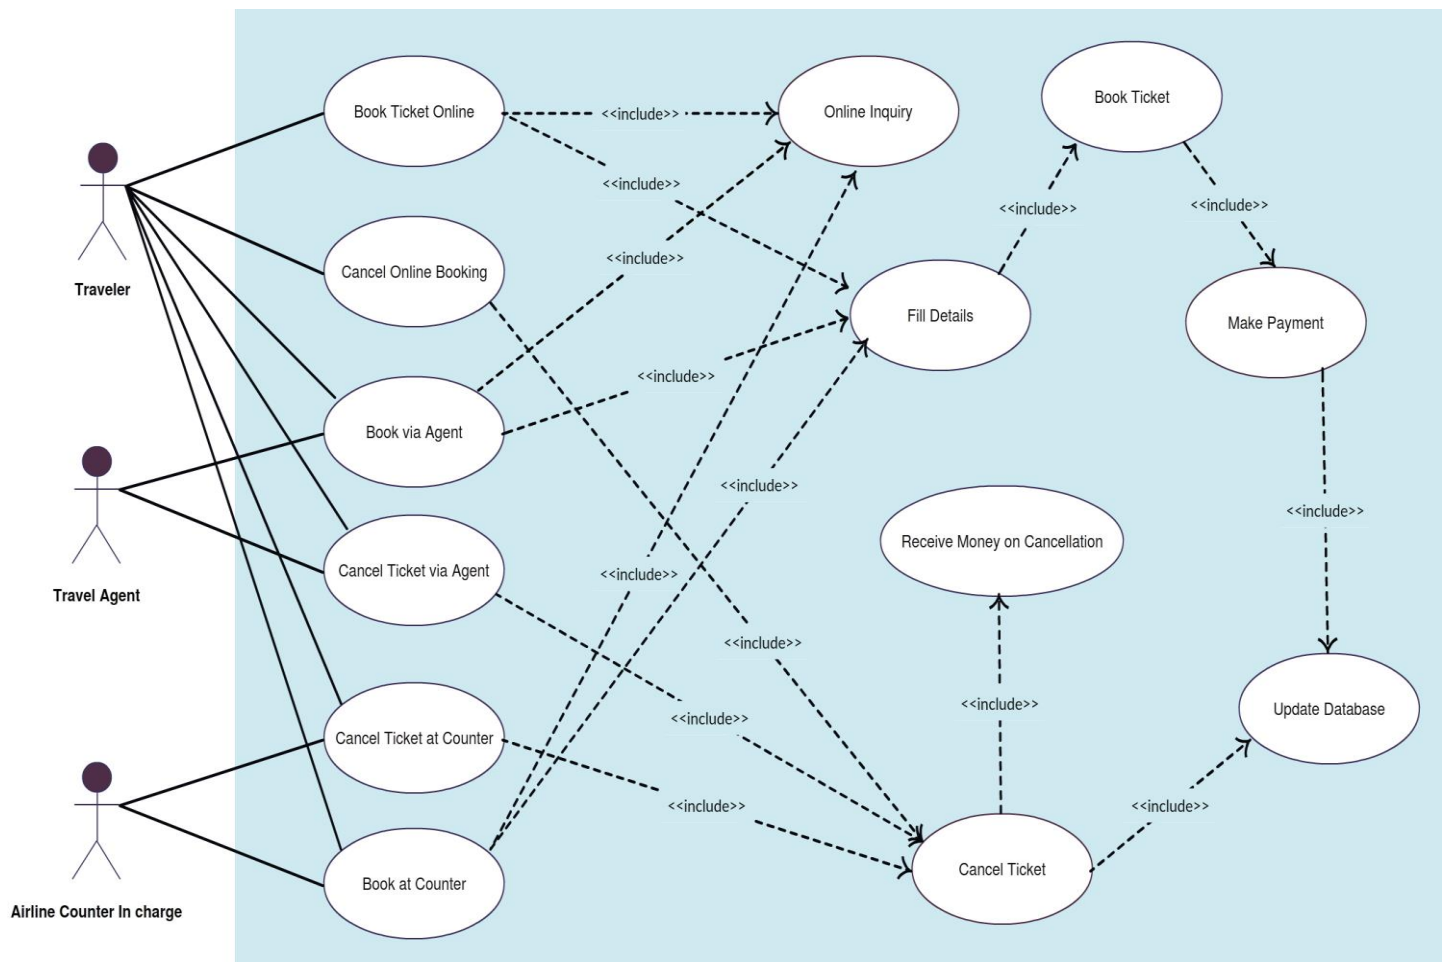 Book Ticket Online
<<include>>
Online Inquiry
Book Ticket
<<include>>
<<include>>
<<include>>
Traveler
Cancel Online Booking
<<include>>
Fill Details
Make Payment
<<include>>
Book via Agent
<<include>>
<<include>>
Receive Money on Cancellation
Cancel Ticket via Agent
<<include>>
Travel Agent
<<include>>
<<include>>
<<include>>
Update Database
Cancel Ticket at Counter
<<include>>
<<include>>
Cancel Ticket
Book at Counter
Airline Counter In charge